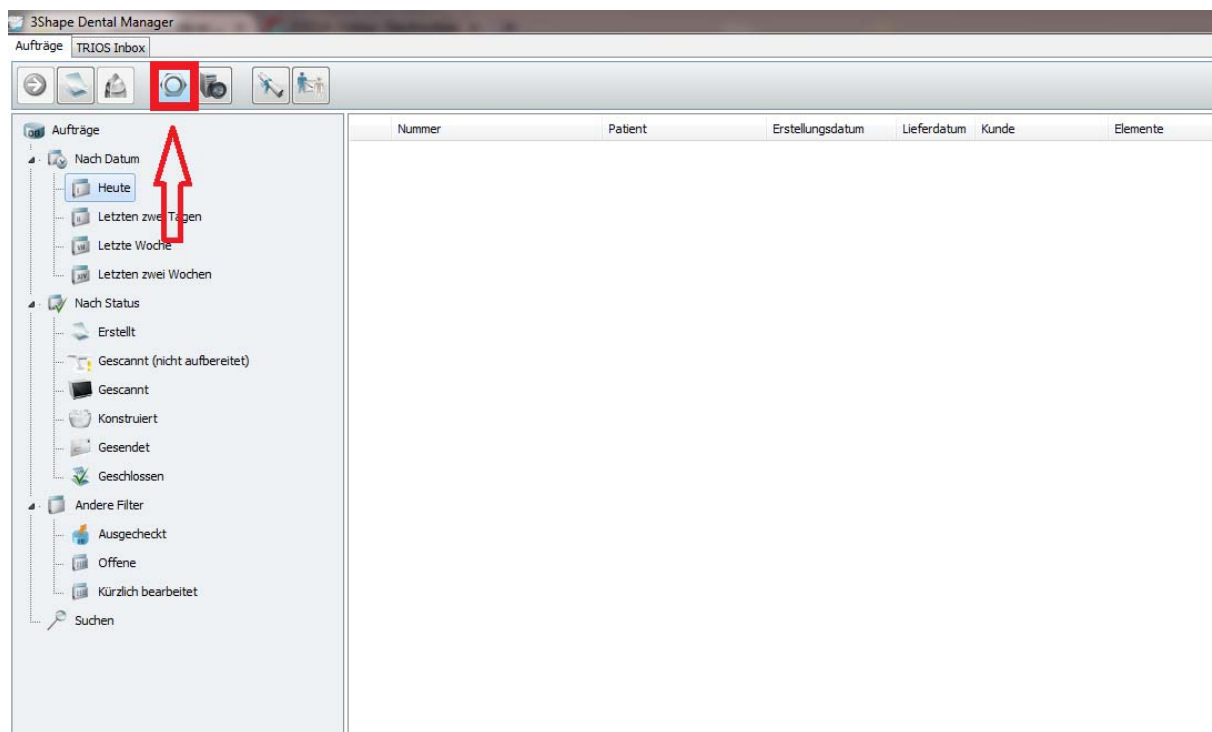 3Shape Dental Manager
Aufträge TRIOS Inbox
Aufträge
Nach Datum
Heute
Letzten zwei Tagen
Letzte Woche
Letzten zwei Wochen
Nach Status
Erstellt
Gescannt (nicht aufbereitet)
Gescannt
Konstruiert
Gesendet
Geschlossen
Andere Filter
Ausgecheckt
Offene
Kürzlich bearbeitet
Suchen
Nummer Patient Erstellungsdatum Lieferdatum Kunde Elemente